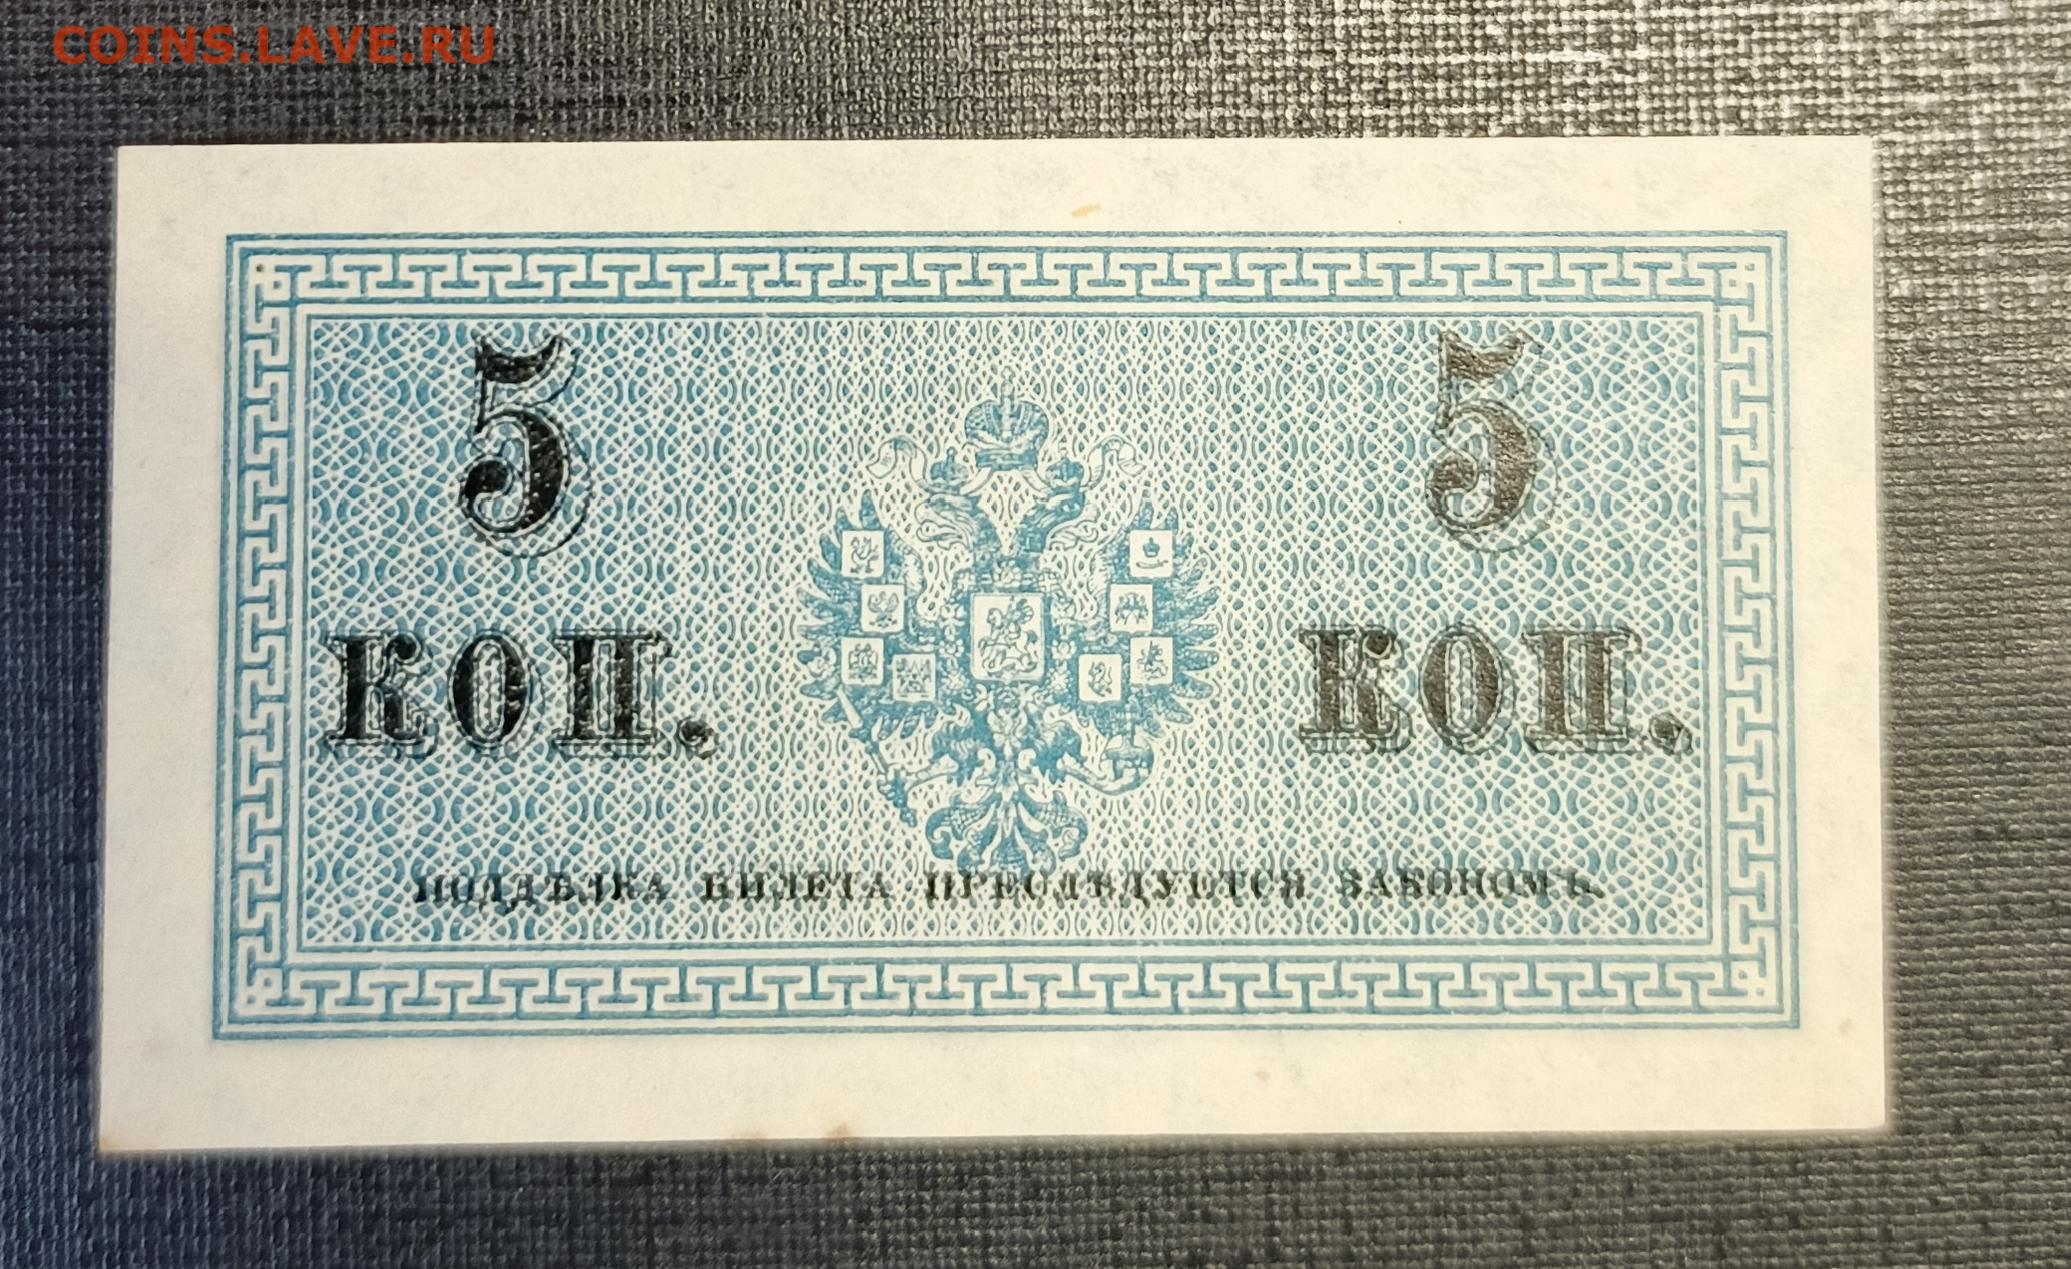 COINS.LAVE.RU
5 5
КОП. КОП.
ПОДДѢЛКА БИЛЕТА ПРЕСЛѢДУЕТСЯ ЗАКОНОМЪ.